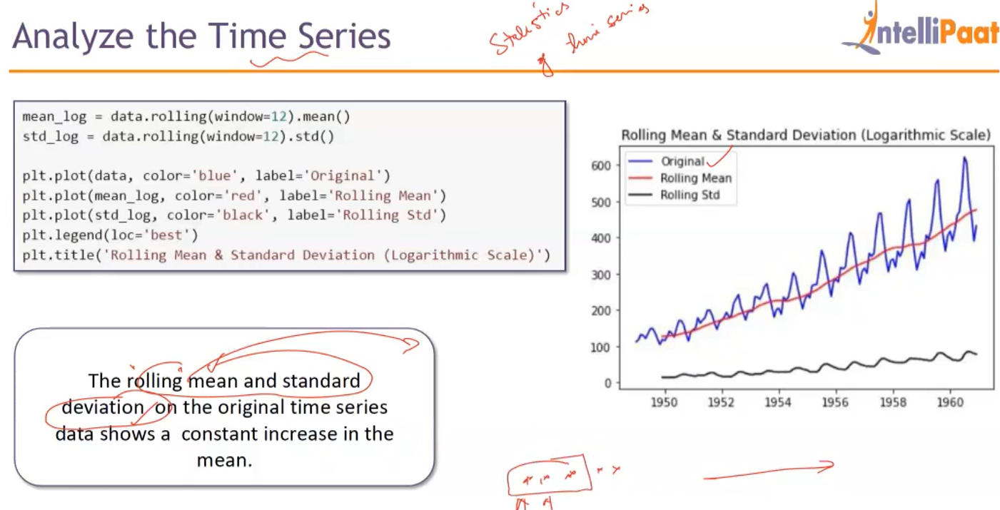 Analyze the Time Series
Statistics
of
series
IntelliPaat
mean_log = data.rolling(window=12).mean()
std_log = data.rolling(window=12).std()
plt.plot(data, color='blue', label='Original')
plt.plot(mean_log, color='red', label='Rolling Mean')
plt.plot(std_log, color='black', label='Rolling Std')
plt.legend(loc='best')
plt.title('Rolling Mean & Standard Deviation (Logarithmic Scale)')
Rolling Mean & Standard Deviation (Logarithmic Scale)
Original
Rolling Mean
Rolling Std
600
500
400
300
200
100
0
1950 1952 1954 1956 1958 1960
The rolling mean and standard
deviation on the original time series
data shows a constant increase in the
mean.